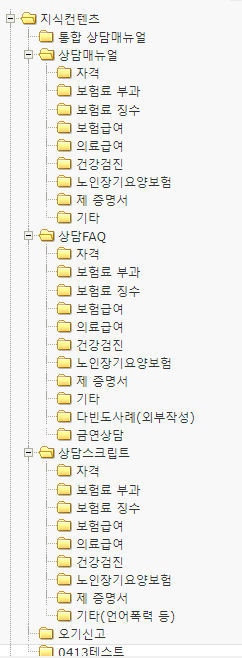 지식컨텐츠
통합 상담매뉴얼
상담매뉴얼
자격
보험료 부과
보험료 징수
보험급여
의료급여
건강검진
노인장기요양보험
제 증명서
기타
상담FAQ
자격
보험료 부과
보험료 징수
보험급여
의료급여
건강검진
노인장기요양보험
제 증명서
기타
다빈도사례(외부작성)
금연상담
상담스크립트
자격
보험료 부과
보험료 징수
보험급여
의료급여
건강검진
노인장기요양보험
제 증명서
기타(언어폭력 등)
오기신고
0413테스트